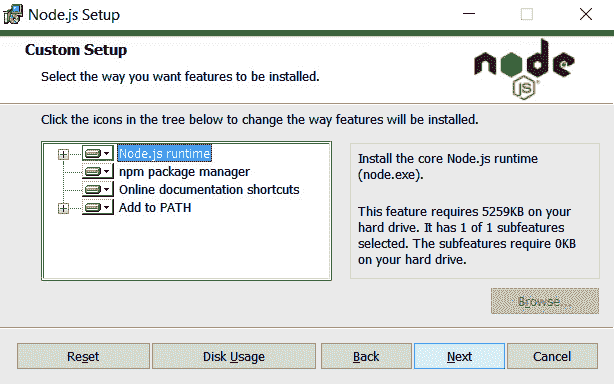 Node.js Setup
Custom Setup
Select the way you want features to be installed.
node
JS
Click the icons in the tree below to change the way features will be installed.
Node.js runtime
npm package manager
Online documentation shortcuts
Add to PATH
Install the core Node.js runtime
(node.exe).
This feature requires 5259KB on your
hard drive. It has 1 of 1 subfeatures
selected. The subfeatures require 0KB
on your hard drive.
Browse...
Reset
Disk Usage
Back
Next
Cancel